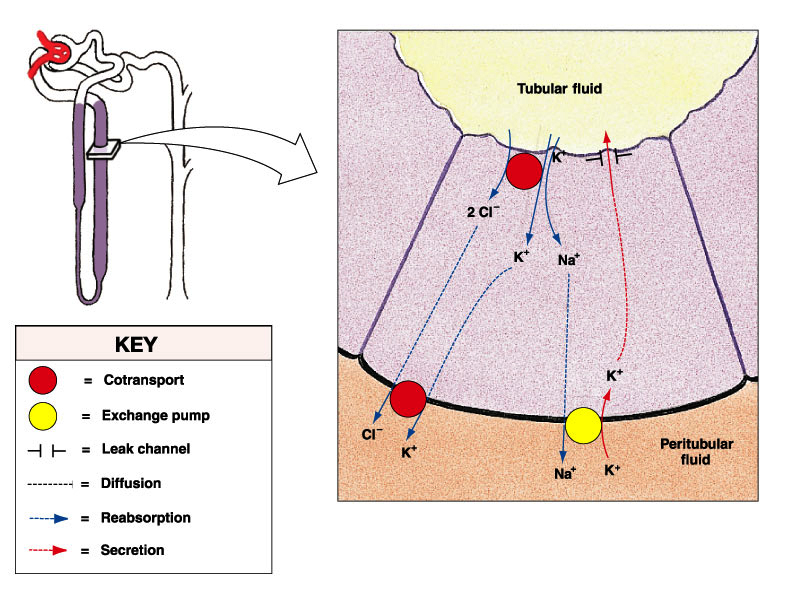 Tubular fluid
K⁺
2 Cl⁻
K⁺
Na⁺
K⁺
Cl⁻
K⁺
Na⁺
K⁺
Peritubular
fluid
KEY
= Cotransport
= Exchange pump
= Leak channel
= Diffusion
= Reabsorption
= Secretion